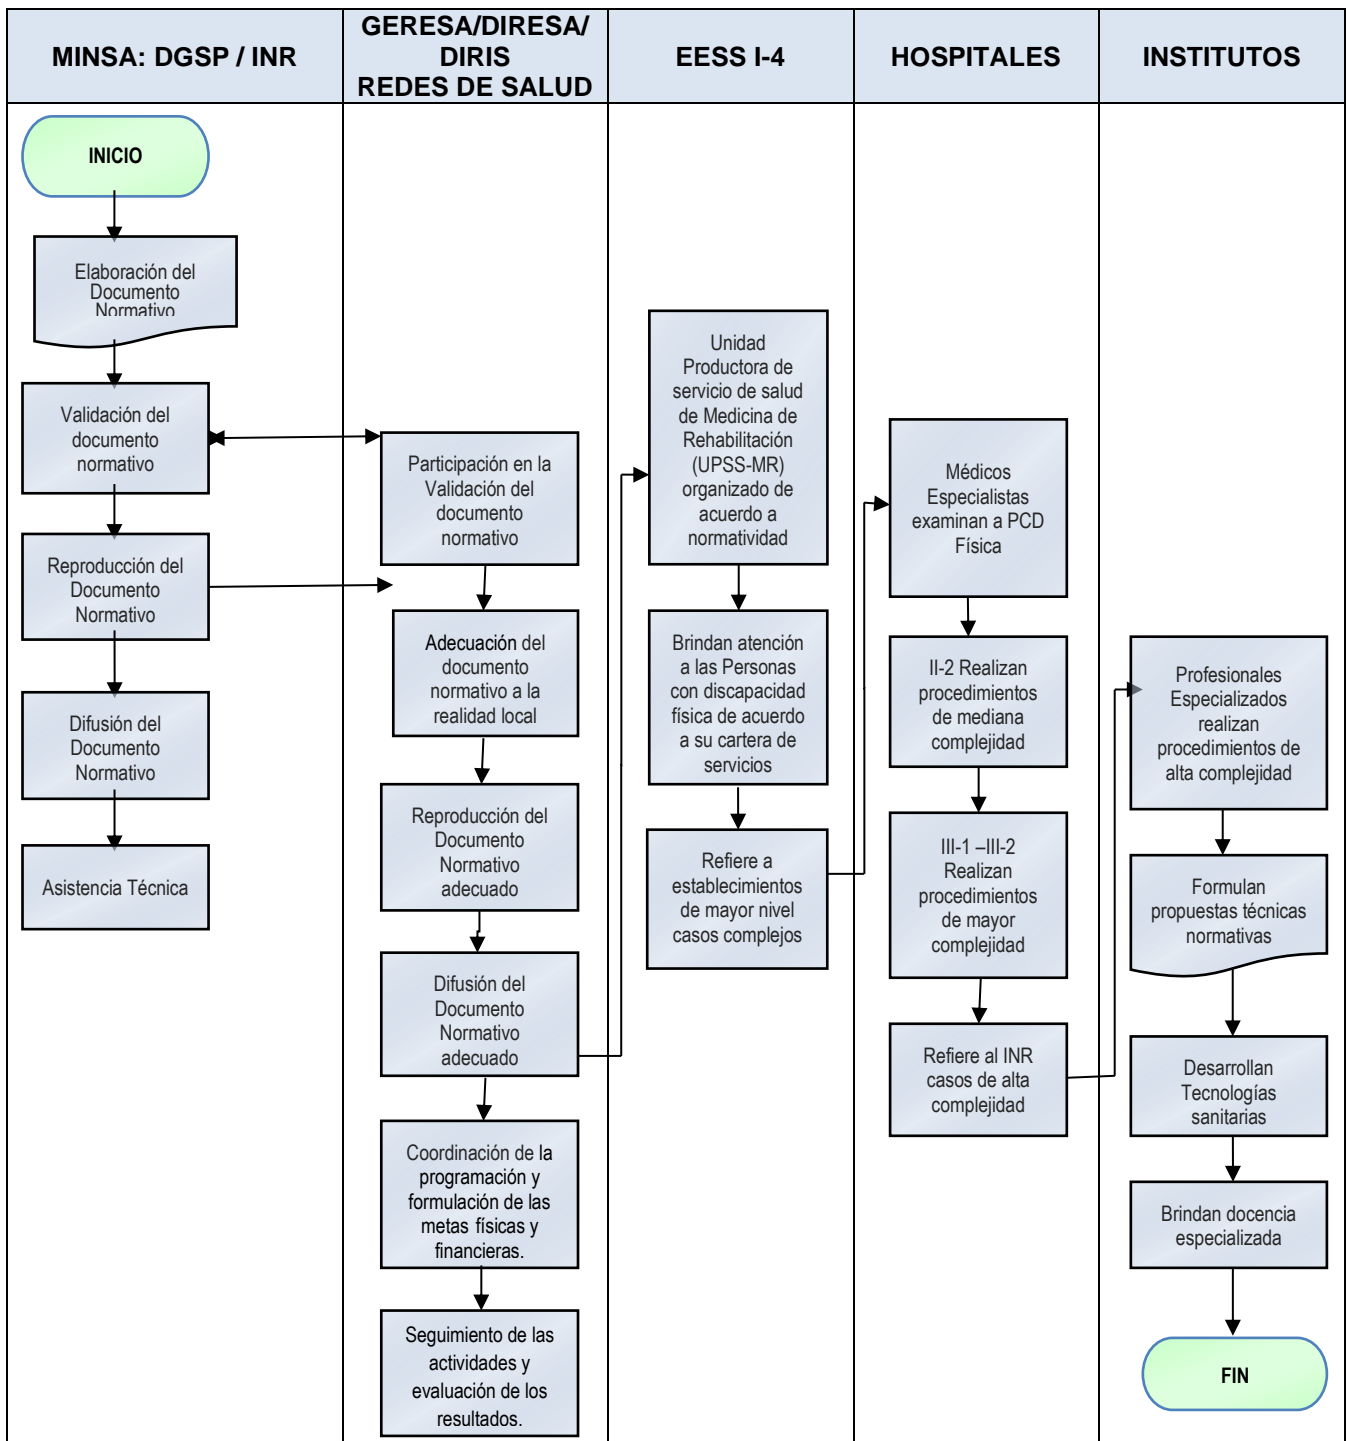 MINSA: DGSP / INR
GERESA/DIRESA/
DIRIS
REDES DE SALUD
EESS I-4
HOSPITALES
INSTITUTOS
INICIO
Elaboración del
Documento
Normativo
Validación del
documento
normativo
Reproducción del
Documento
Normativo
Difusión del
Documento
Normativo
Asistencia Técnica
Participación en la
Validación del
documento
normativo
Adecuación del
documento
normativo a la
realidad local
Reproducción del
Documento
Normativo
adecuado
Difusión del
Documento
Normativo
adecuado
Coordinación de la
programación y
formulación de las
metas físicas y
financieras.
Seguimiento de las
actividades y
evaluación de los
resultados.
Unidad
Productora de
servicio de salud
de Medicina de
Rehabilitación
(UPSS-MR)
organizado de
acuerdo a
normatividad
Brindan atención
a las Personas
con discapacidad
física de acuerdo
a su cartera de
servicios
Refiere a
establecimientos
de mayor nivel
casos complejos
Médicos
Especialistas
examinan a PCD
Física
II-2 Realizan
procedimientos
de mediana
complejidad
III-1 –III-2
Realizan
procedimientos
de mayor
complejidad
Refiere al INR
casos de alta
complejidad
Profesionales
Especializados
realizan
procedimientos de
alta complejidad
Formulan
propuestas técnicas
normativas
Desarrollan
Tecnologías
sanitarias
Brindan docencia
especializada
FIN